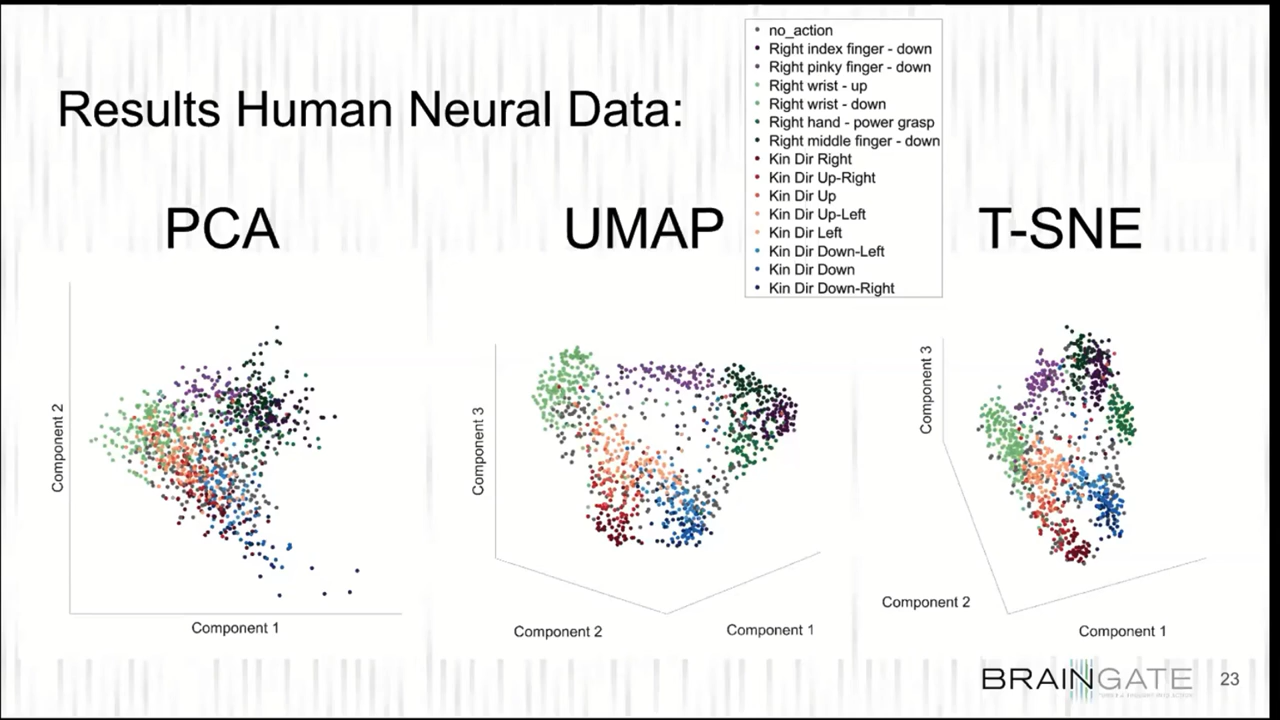 no_action
Right index finger - down
Right pinky finger - down
Right wrist - up
Right wrist - down
Right hand - power grasp
Right middle finger - down
Kin Dir Right
Kin Dir Up-Right
Kin Dir Up
Kin Dir Up-Left
Kin Dir Left
Kin Dir Down-Left
Kin Dir Down
Kin Dir Down-Right
Results Human Neural Data:
PCA
UMAP
T-SNE
Component 2
Component 1
Component 3
Component 2
Component 1
Component 3
Component 2
Component 1
BRAINGATE
23